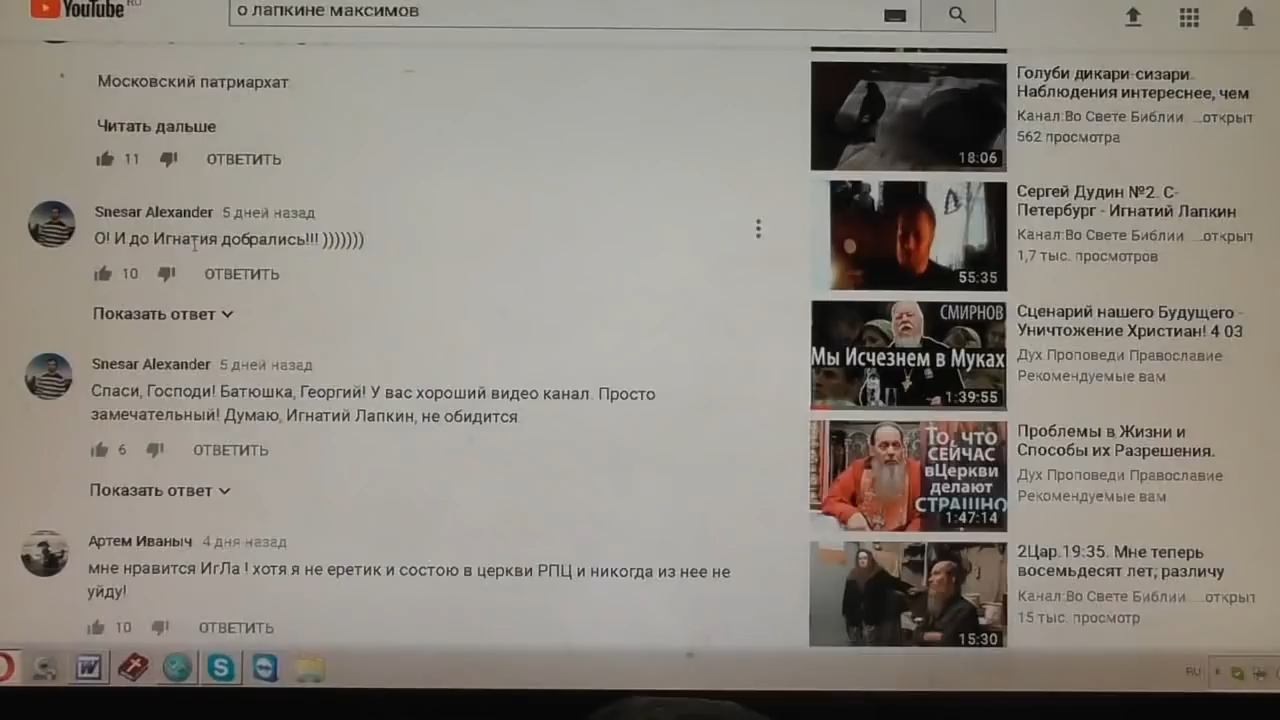 YouTube RU
о лапкине максимов
Московский патриархат
Читать дальше
11 ОТВЕТИТЬ
Snesar Alexander 5 дней назад
О! И до Игнатия добрались!!! )))))))
10 ОТВЕТИТЬ
Показать ответ
Snesar Alexander 5 дней назад
Спаси, Господи! Батюшка, Георгий! У вас хороший видео канал. Просто
замечательный! Думаю, Игнатий Лапкин, не обидится.
6 ОТВЕТИТЬ
Показать ответ
Артем Иваныч 4 дня назад
мне нравится ИгЛа ! хотя я не еретик и состою в церкви РПЦ и никогда из нее не
уйду!
10 ОТВЕТИТЬ
18:06
Голуби дикари-сизари.
Наблюдения интереснее, чем
Канал:Во Свете Библии ...открыт
562 просмотра
55:35
Сергей Дудин №2. С-
Петербург - Игнатий Лапкин
Канал:Во Свете Библии ...открыт
1,7 тыс. просмотров
СМИРНОВ
Мы Исчезнем в Муках
1:39:55
Сценарий нашего Будущего -
Уничтожение Христиан! 4 03
Дух Проповеди Православие
Рекомендуемые вам
То, что
СЕЙЧАС
вЦеркви
делают
СТРАШНО
1:47:14
Проблемы в Жизни и
Способы их Разрешения.
Дух Проповеди Православие
Рекомендуемые вам
15:30
2Цар.19:35. Мне теперь
восемьдесят лет; различу
Канал:Во Свете Библии ...открыт
15 тыс. просмотр
RU